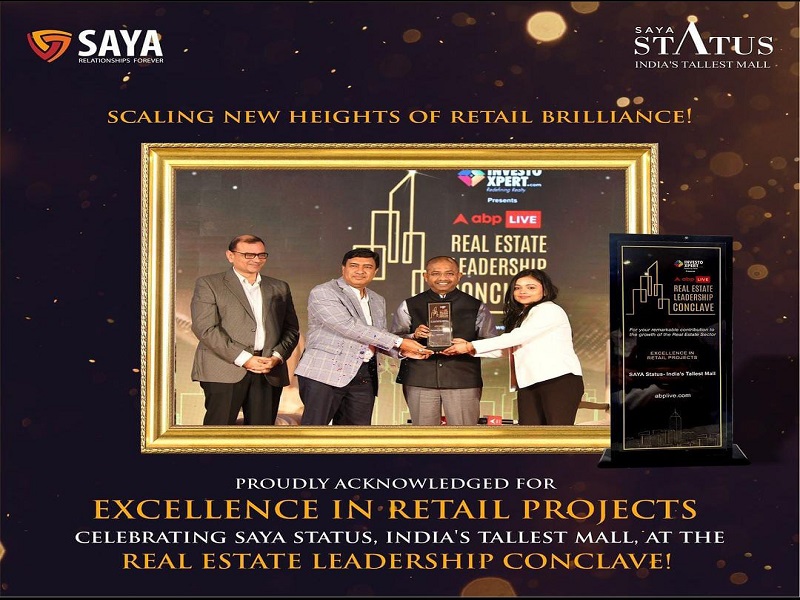 SAYA
RELATIONSHIPS FOREVER
SAYA
STATUS
INDIA'S TALLEST MALL
SCALING NEW HEIGHTS OF RETAIL BRILLIANCE!
INVESTO
XPERT.com
Redefining Realty
Presents
abp LIVE
REAL ESTATE
LEADERSHIP
CONCL
INVESTO
XPERT
abp LIVE
REAL ESTATE
LEADERSHIP
CONCLAVE
For your remarkable contribution to
the growth of the Real Estate Sector
EXCELLENCE IN
RETAIL PROJECTS
SAYA Status- India's Tallest Mall
abplive.com
PROUDLY ACKNOWLEDGED FOR
EXCELLENCE IN RETAIL PROJECTS
CELEBRATING SAYA STATUS, INDIA'S TALLEST MALL, AT THE
REAL ESTATE LEADERSHIP CONCLAVE!